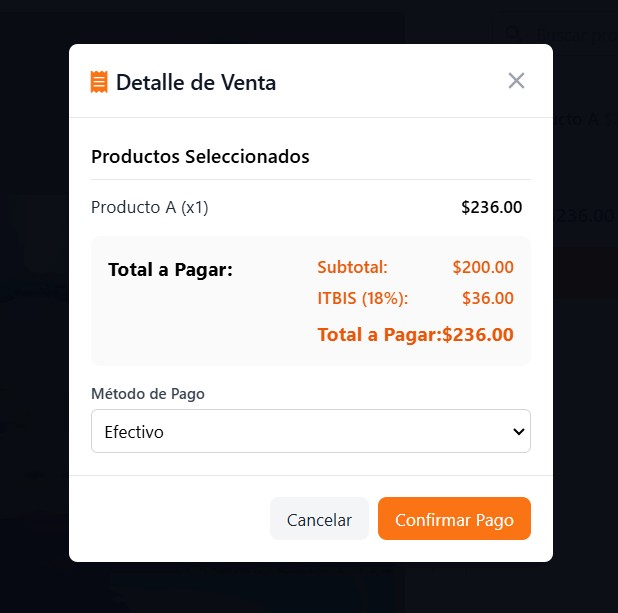 Detalle de Venta
Productos Seleccionados
Producto A (x1) $236.00
Total a Pagar: Subtotal: $200.00
ITBIS (18%): $36.00
Total a Pagar:$236.00
Método de Pago
Efectivo
Cancelar Confirmar Pago